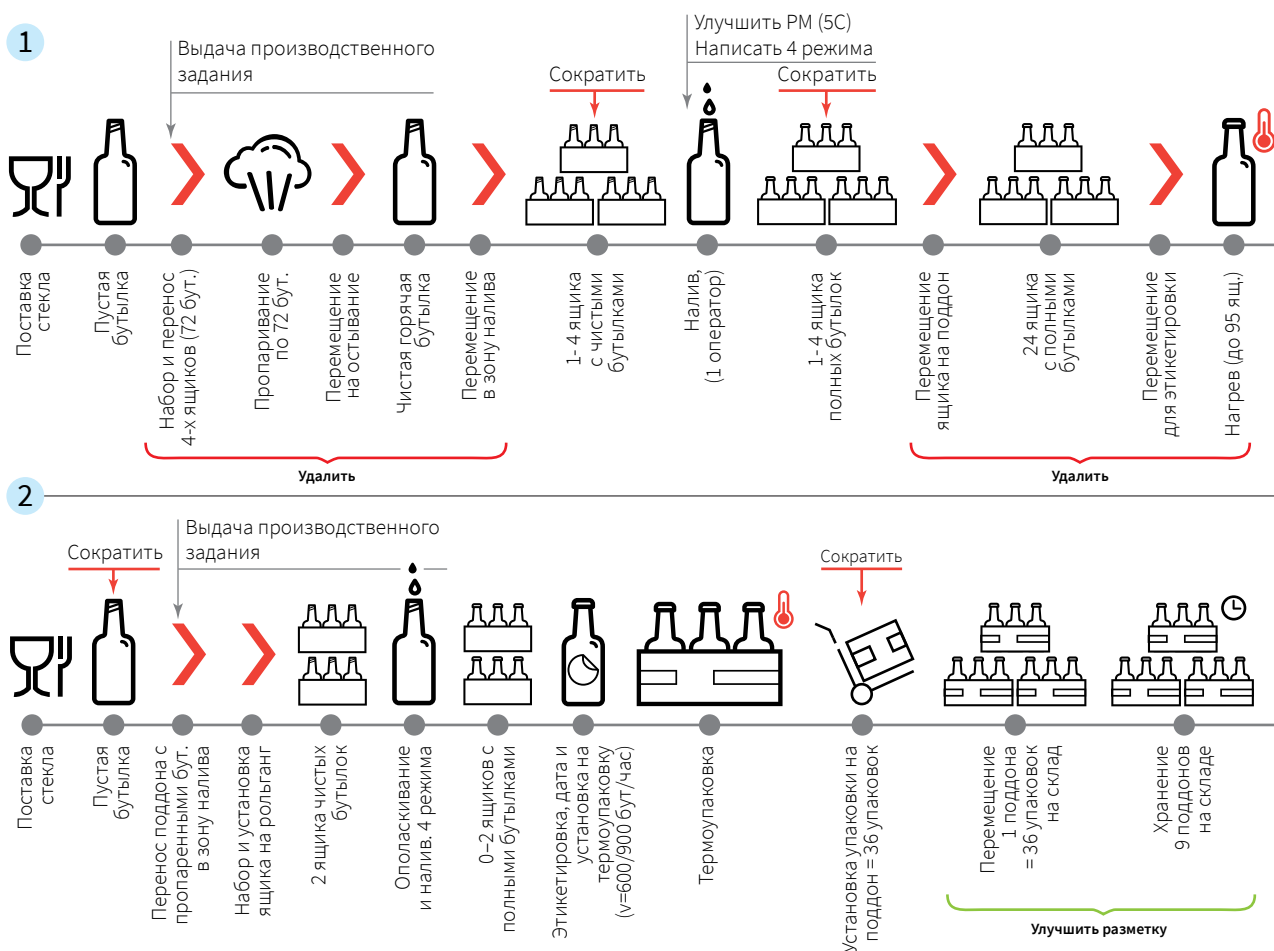 1
Выдача производственного
задания
Сократить
Улучшить РМ (5С)
Написать 4 режима
Сократить
Поставка
стекла
Пустая
бутылка
Набор и перенос
4-х ящиков (72 бут.)
Пропаривание
по 72 бут.
Перемещение
на остывание
Чистая горячая
бутылка
Перемещение
в зону налива
1- 4 ящика
с чистыми
бутылками
Налив,
(1 оператор)
1- 4 ящика
полных бутылок
Перемещение
ящика на поддон
24 ящика
с полными
бутылками
Перемещение
для этикетировки
Нагрев (до 95 ящ.)
Удалить
Удалить
2
Сократить
Выдача производственного
задания
Сократить
Поставка
стекла
Пустая
бутылка
Перенос поддона с
пропаренными бут.
в зону налива
Набор и установка
ящика на рольганг
2 ящика чистых
бутылок
Ополаскивание
и налив. 4 режима
0–2 ящиков с
полными бутылками
Этикетировка, дата и
установка на
термоупаковку
(v=600/900 бут/час)
Термоупаковка
Установка упаковки на
поддон = 36 упаковок
Перемещение
1 поддона
= 36 упаковок
на склад
Хранение
9 поддонов
на складе
Улучшить разметку